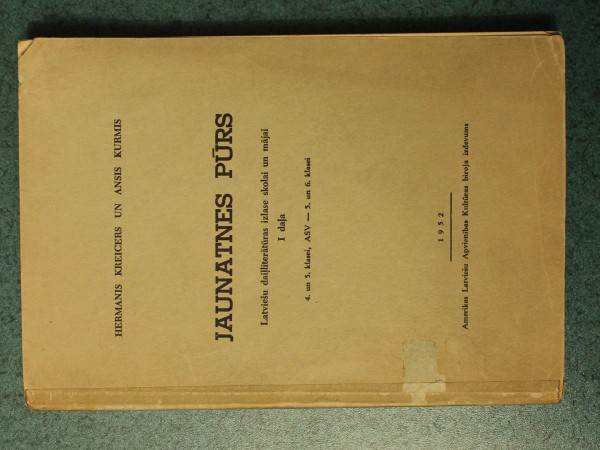 HERMANIS KREICERS UN ANSIS KURMIS
JAUNATNES PŪRS
Latviešu daiļliterātūras izlase skolai un mājai
I daļa
4. un 5. klasei, ASV — 5. un 6. klasei
1952
Amerikas Latviešu Apvienības Kultūras biroja izdevums